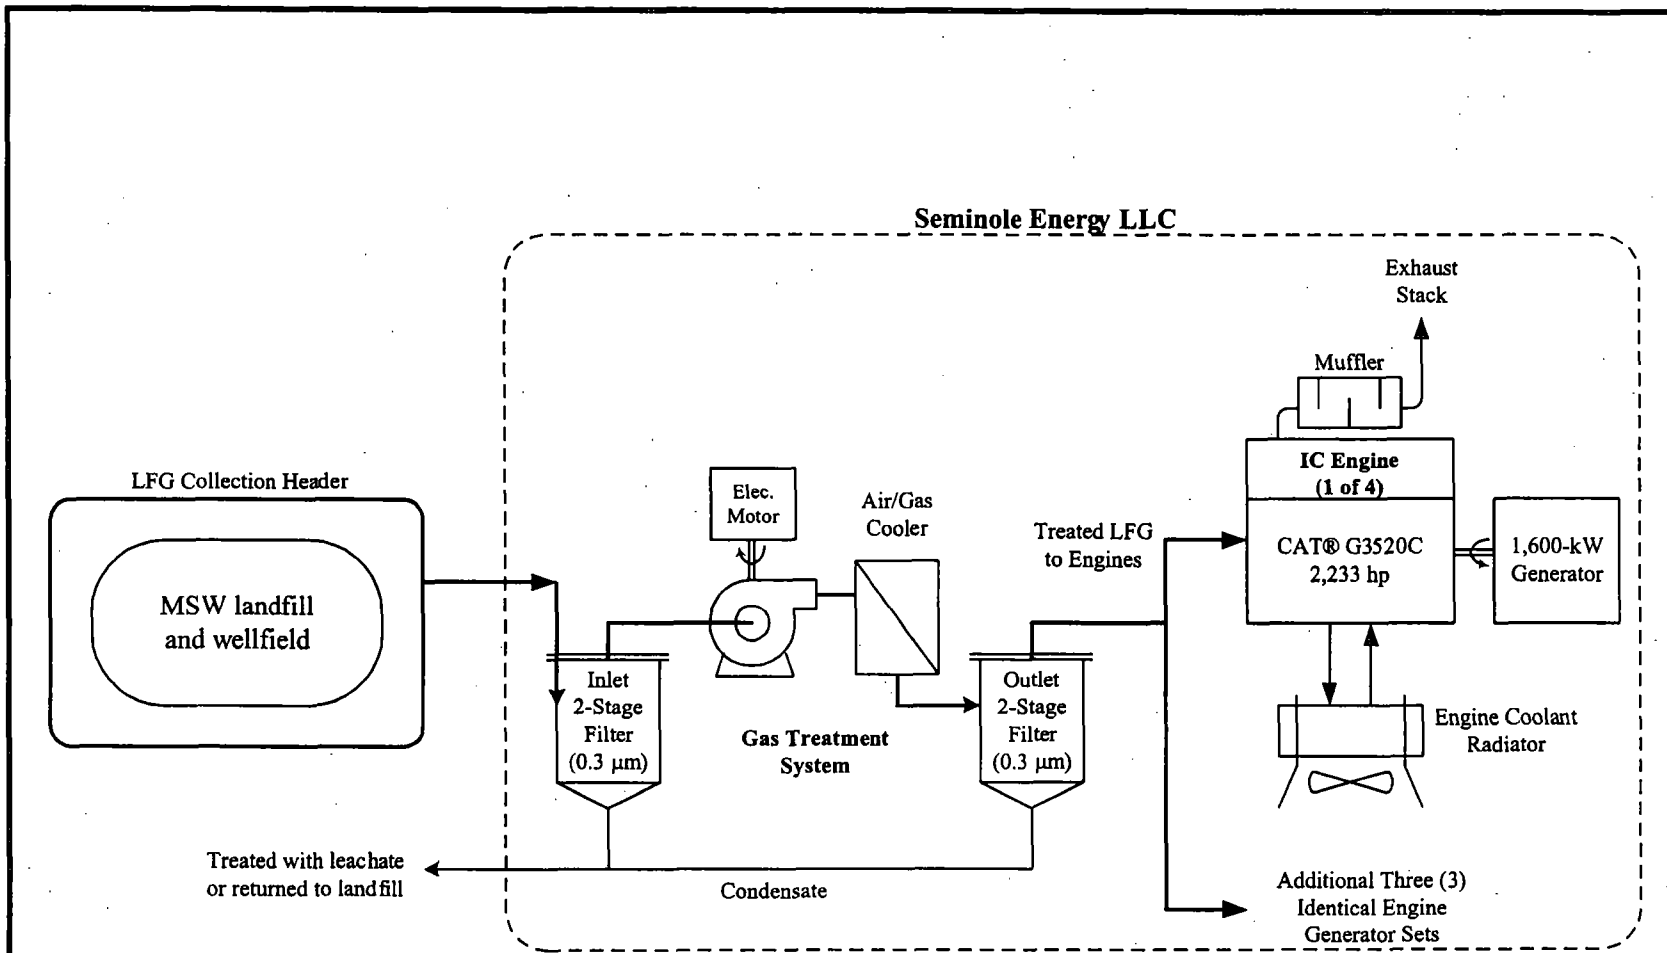 Seminole Energy LLC
Exhaust
Stack
Muffler
IC Engine
(1 of 4)
LFG Collection Header
Elec.
Motor
Air/Gas
Cooler
Treated LFG
to Engines
CAT® G3520C
2,233 hp
1,600-kW
Generator
MSW landfill
and wellfield
Inlet
2-Stage
Filter
(0.3 µm)
Gas Treatment
System
Outlet
2-Stage
Filter
(0.3 µm)
Engine Coolant
Radiator
Treated with leachate
or returned to landfill
Condensate
Additional Three (3)
Identical Engine
Generator Sets